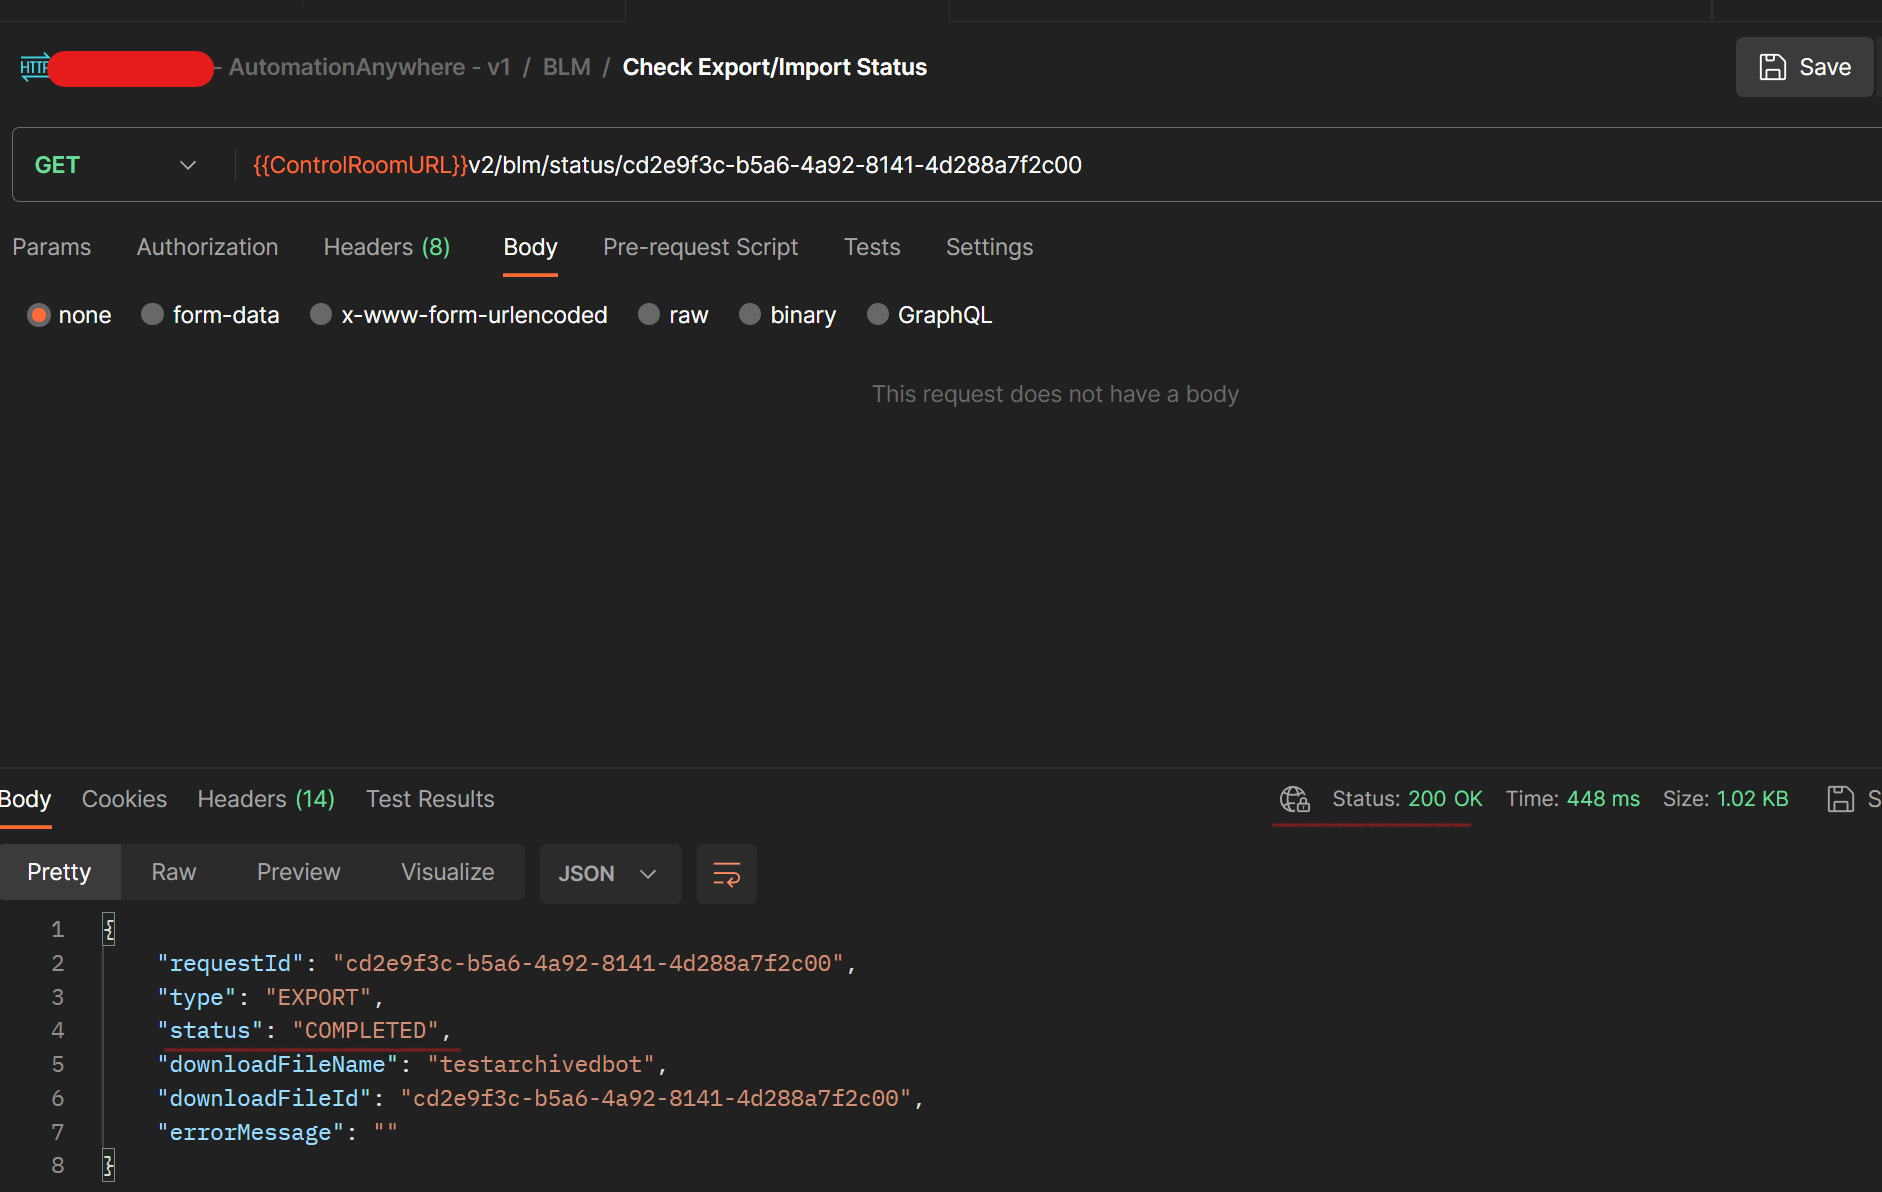 HTTP - AutomationAnywhere - v1 / BLM / Check Export/Import Status
Save
GET {{ControlRoomURL}}v2/blm/status/cd2e9f3c-b5a6-4a92-8141-4d288a7f2c00
Params Authorization Headers (8) Body Pre-request Script Tests Settings
none form-data x-www-form-urlencoded raw binary GraphQL
This request does not have a body
Body Cookies Headers (14) Test Results Status: 200 OK Time: 448 ms Size: 1.02 KB S
Pretty Raw Preview Visualize JSON
1 {
2 "requestId": "cd2e9f3c-b5a6-4a92-8141-4d288a7f2c00",
3 "type": "EXPORT",
4 "status": "COMPLETED",
5 "downloadFileName": "testarchivedbot",
6 "downloadFileId": "cd2e9f3c-b5a6-4a92-8141-4d288a7f2c00",
7 "errorMessage": ""
8 }